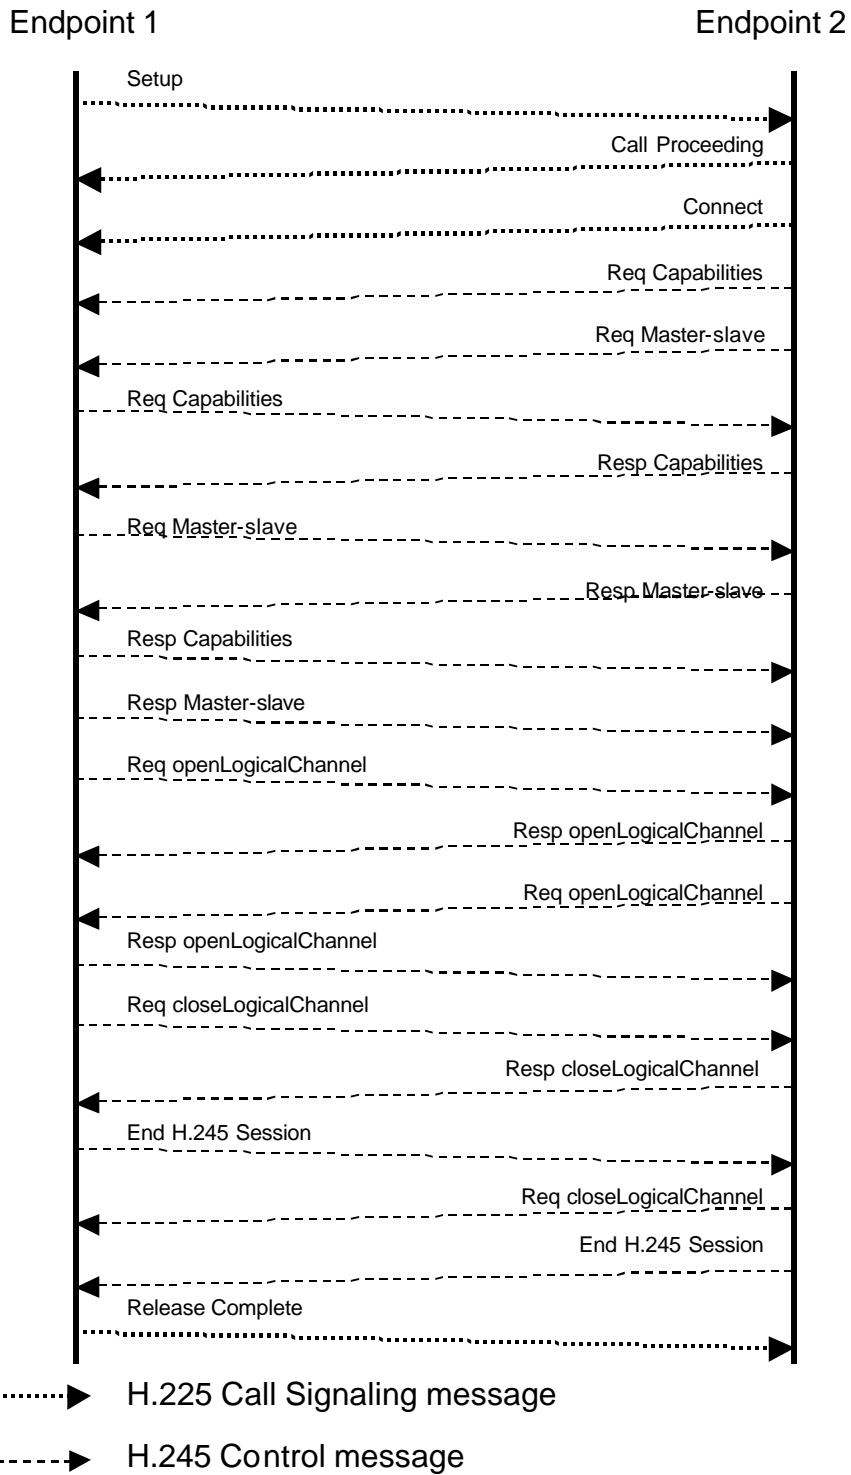 Endpoint 1
Endpoint 2
Setup
Call Proceeding
Connect
Req Capabilities
Req Master-slave
Req Capabilities
Resp Capabilities
Req Master-slave
Resp Master-slave
Resp Capabilities
Resp Master-slave
Req openLogicalChannel
Resp openLogicalChannel
Req openLogicalChannel
Resp openLogicalChannel
Req closeLogicalChannel
Resp closeLogicalChannel
End H.245 Session
Req closeLogicalChannel
End H.245 Session
Release Complete
H.225 Call Signaling message
H.245 Control message